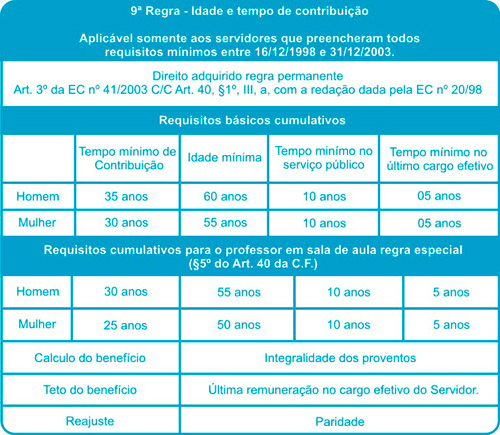 9ª Regra - Idade e tempo de contribuição
Aplicável somente aos servidores que preencheram todos
requisitos mínimos entre 16/12/1998 e 31/12/2003.
Direito adquirido regra permanente
Art. 3º da EC nº 41/2003 C/C Art. 40, §1º, III, a, com a redação dada pela EC nº 20/98
Requisitos básicos cumulativos
Tempo mínimo de Contribuição Idade mínima Tempo minímo no serviço público Tempo mínimo no último cargo efetivo
Homem 35 anos 60 anos 10 anos 05 anos
Mulher 30 anos 55 anos 10 anos 05 anos
Requisitos cumulativos para o professor em sala de aula regra especial
(§5º do Art. 40 da C.F.)
Homem 30 anos 55 anos 10 anos 5 anos
Mulher 25 anos 50 anos 10 anos 5 anos
Calculo do benefício Integralidade dos proventos
Teto do benefício Última remuneração no cargo efetivo do Servidor.
Reajuste Paridade